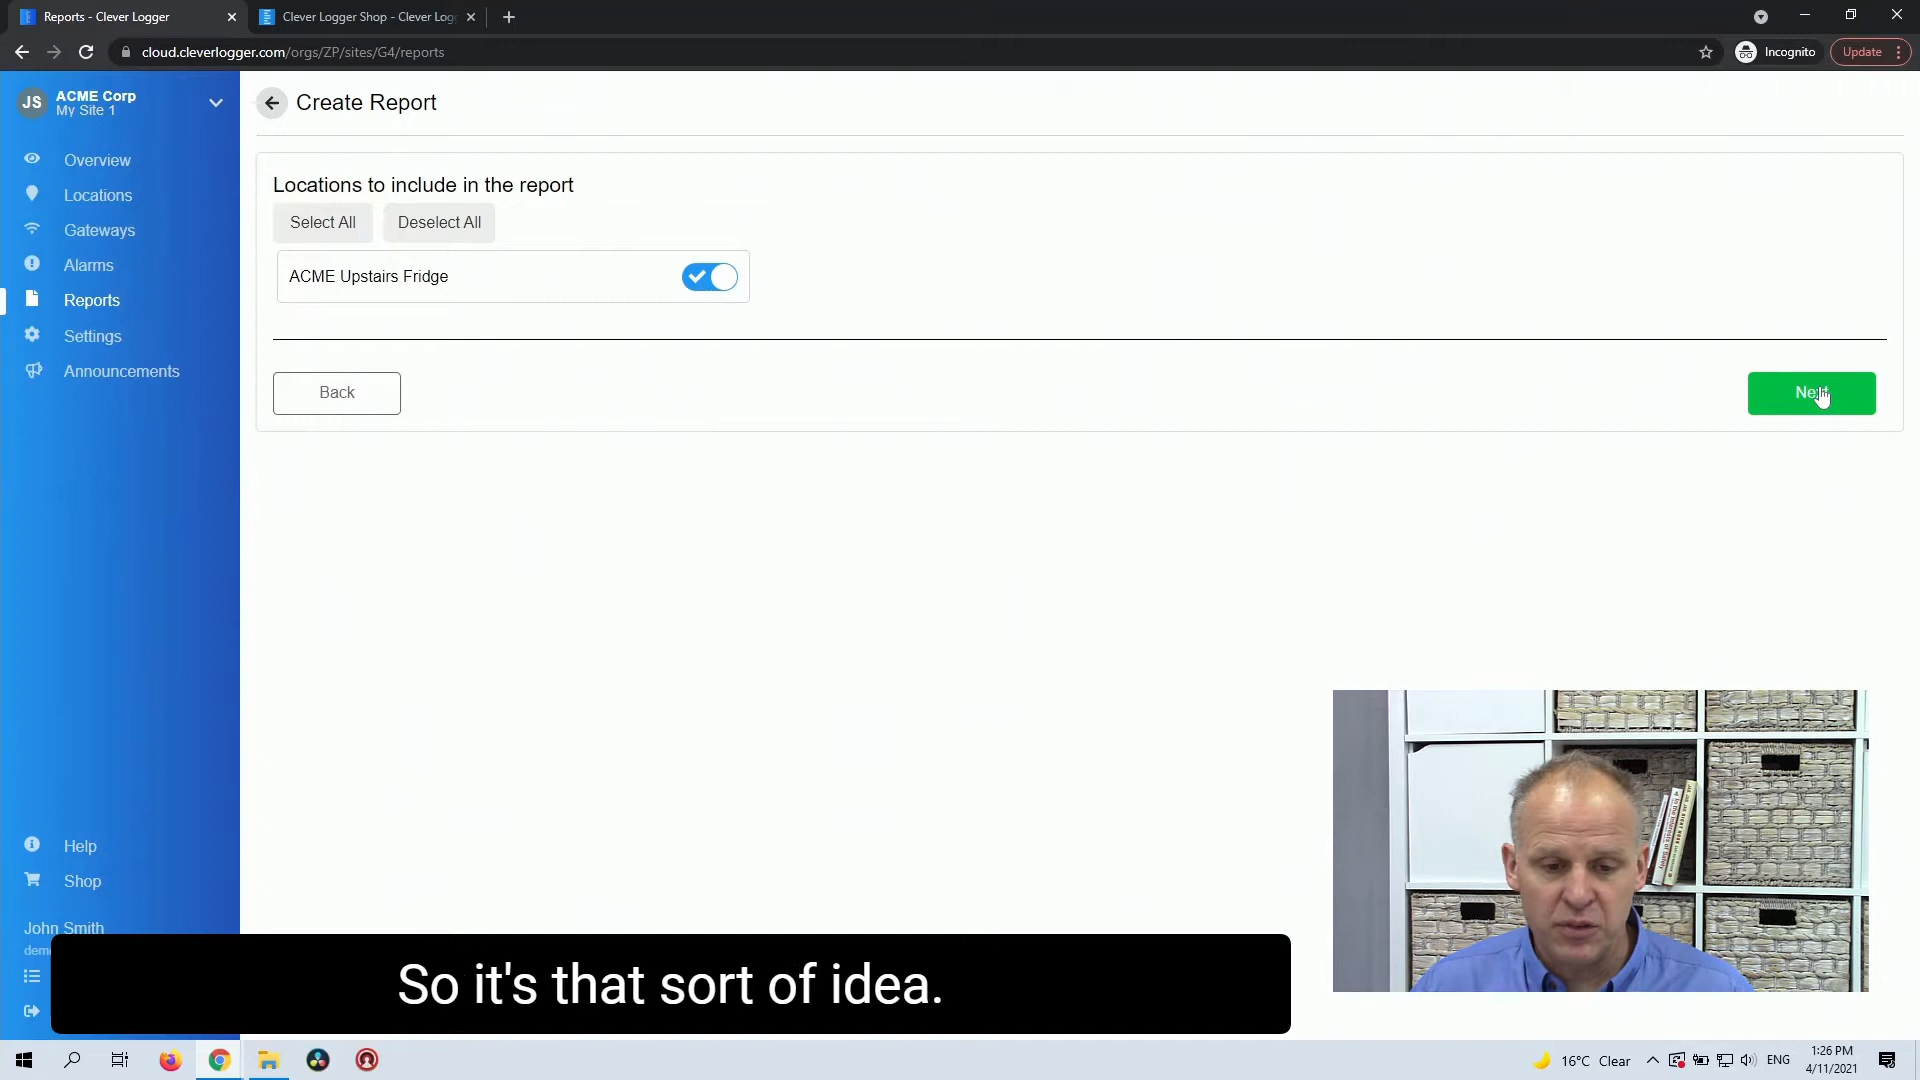 Reports - Clever Logger
Clever Logger Shop - Clever Log
cloud.cleverlogger.com/orgs/ZP/sites/G4/reports
Incognito
Update
JS
ACME Corp
My Site 1
Create Report
Overview
Locations
Gateways
Alarms
Reports
Settings
Announcements
Locations to include in the report
Select All
Deselect All
ACME Upstairs Fridge
Back
Next
Help
Shop
John Smith
demo
So it's that sort of idea.
16°C Clear
ENG
1:26 PM
4/11/2021